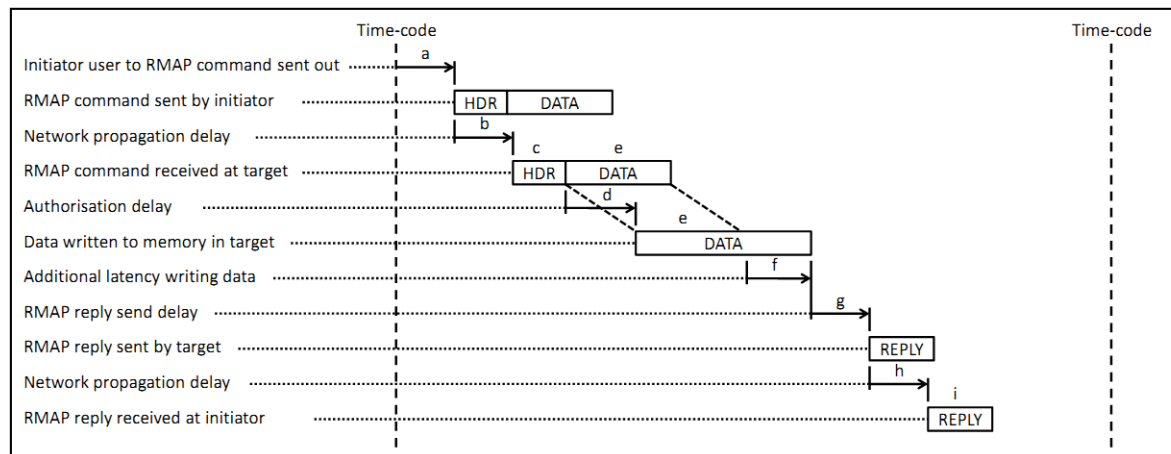 Time-code Time-code
Initiator user to RMAP command sent out a
RMAP command sent by initiator HDR DATA
Network propagation delay b
c e
RMAP command received at target HDR DATA
Authorisation delay d
e
Data written to memory in target DATA
Additional latency writing data f
RMAP reply send delay g
RMAP reply sent by target REPLY
Network propagation delay h
i
RMAP reply received at initiator REPLY